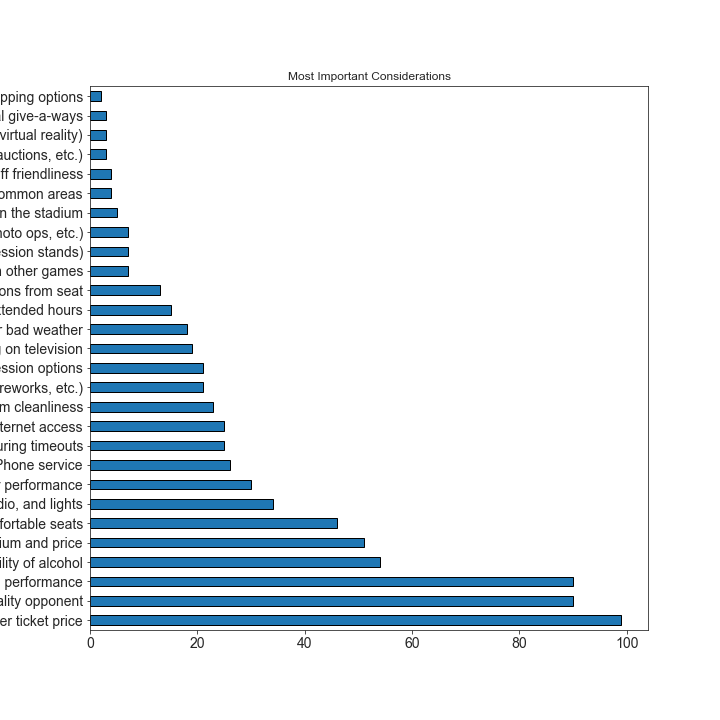 Most Important Considerations
pping options
al give-a-ways
virtual reality)
auctions, etc.)
ff friendliness
ommon areas
n the stadium
oto ops, etc.)
ession stands)
other games
ons from seat
tended hours
r bad weather
on television
ession options
reworks, etc.)
m cleanliness
ternet access
uring timeouts
Phone service
performance
dio, and lights
fortable seats
ium and price
ility of alcohol
performance
ality opponent
er ticket price
0 20 40 60 80 100